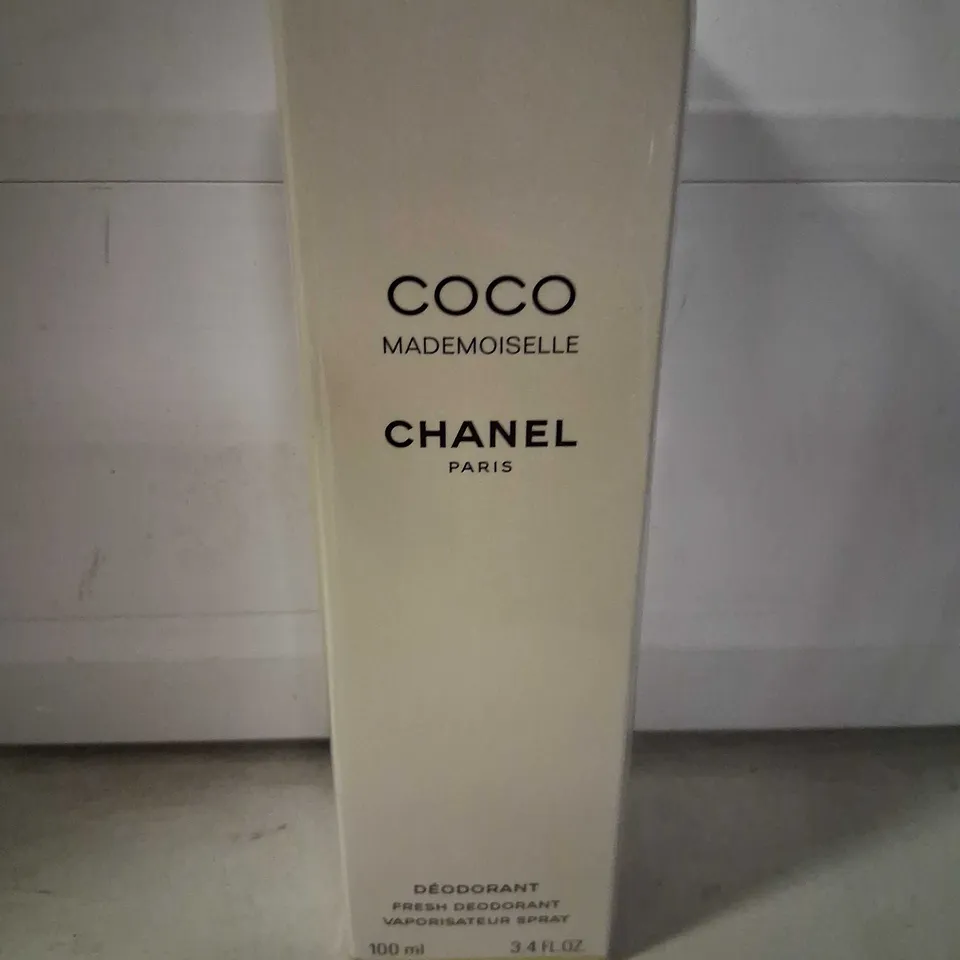 COCO
MADEMOISELLE
CHANEL
PARIS
DÉODORANT
FRESH DEODORANT
VAPORISATEUR SPRAY
100 ml 3.4 FL.OZ.